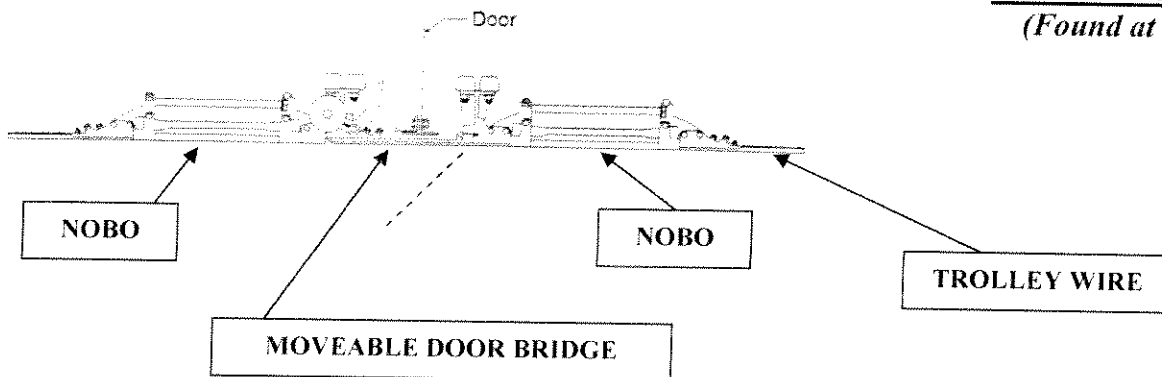 Door
(Found at
NOBO
NOBO
TROLLEY WIRE
MOVEABLE DOOR BRIDGE